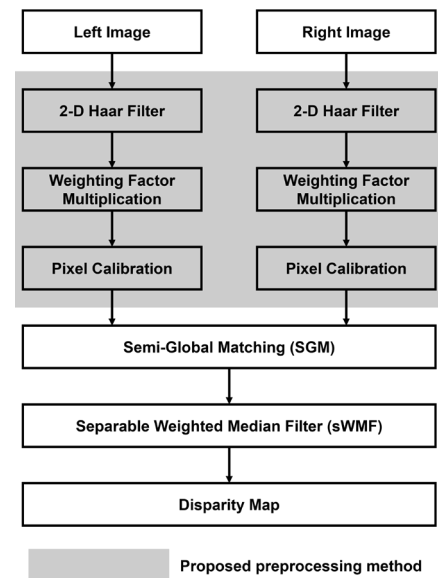 Left Image
Right Image
2-D Haar Filter
2-D Haar Filter
Weighting Factor
Multiplication
Weighting Factor
Multiplication
Pixel Calibration
Pixel Calibration
Semi-Global Matching (SGM)
Separable Weighted Median Filter (sWMF)
Disparity Map
Proposed preprocessing method